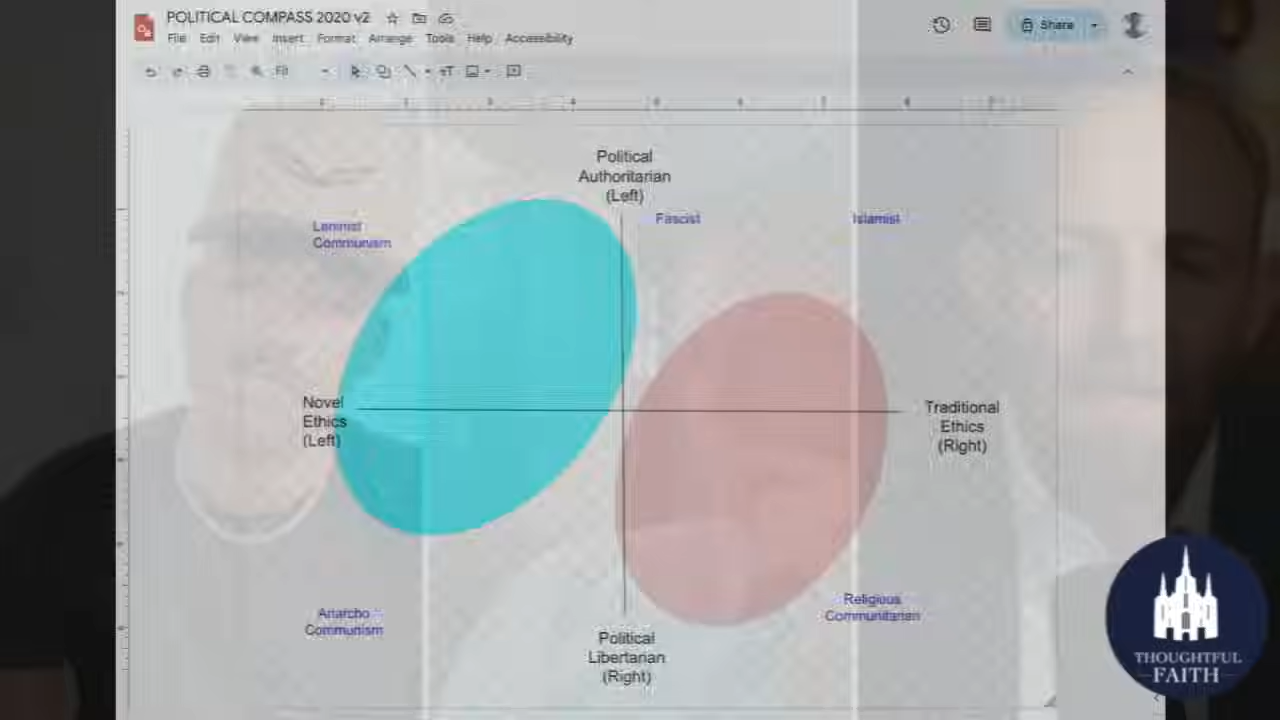 POLITICAL COMPASS 2020 v2
File Edit View Insert Format Arrange Tools Help Accessibility
Share
Fit
Political
Authoritarian
(Left)
Leninist
Communism
Fascist
Islamist
Novel
Ethics
(Left)
Traditional
Ethics
(Right)
Anarcho
Communism
Religious
Communitarian
Political
Libertarian
(Right)
THOUGHTFUL
FAITH